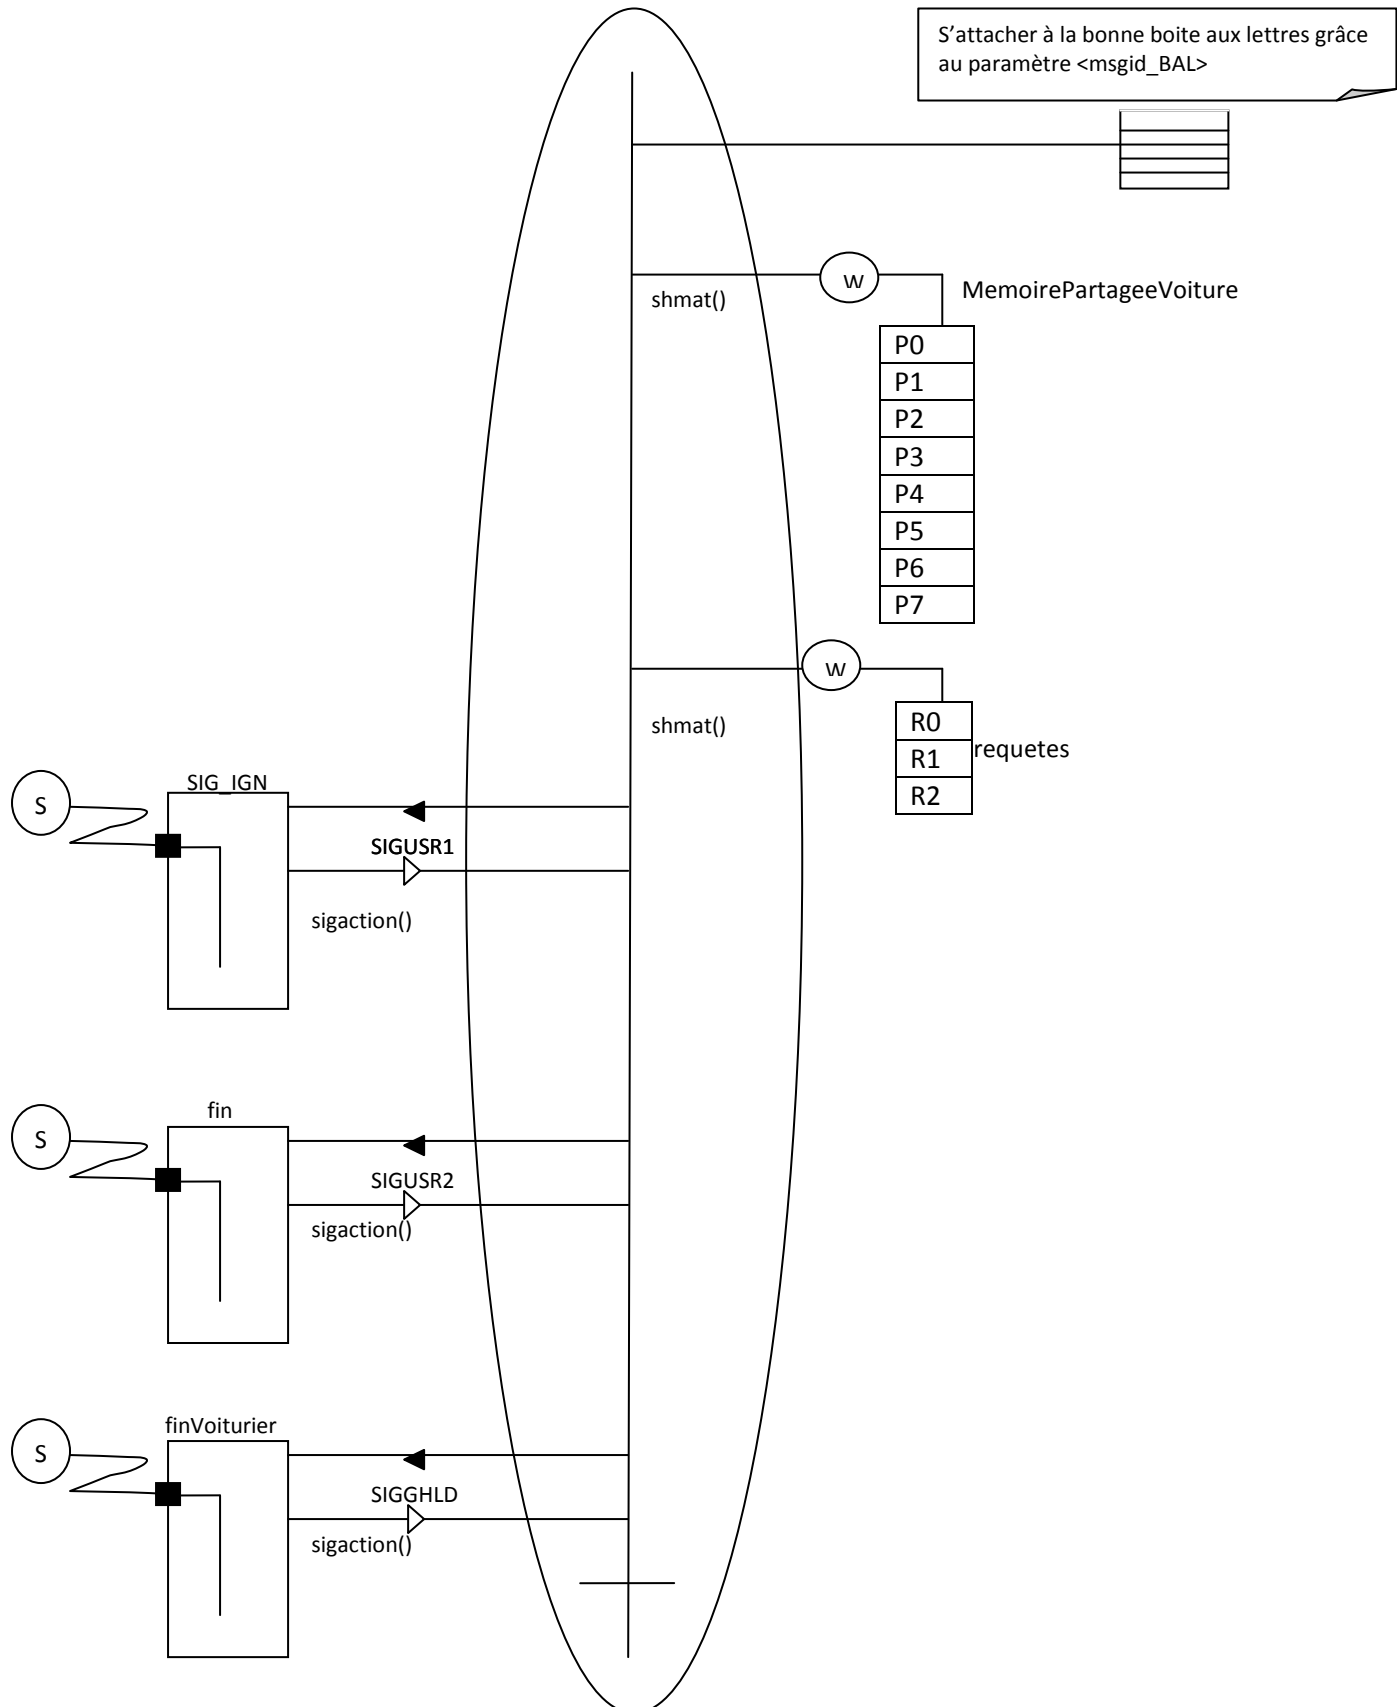 S’attacher à la bonne boite aux lettres grâce
au paramètre <msgid_BAL>
W
shmat()
MemoirePartageeVoiture
P0
P1
P2
P3
P4
P5
P6
P7
W
shmat()
R0
R1
R2
requetes
S
SIG_IGN
SIGUSR1
sigaction()
S
fin
SIGUSR2
sigaction()
S
finVoiturier
SIGGHLD
sigaction()